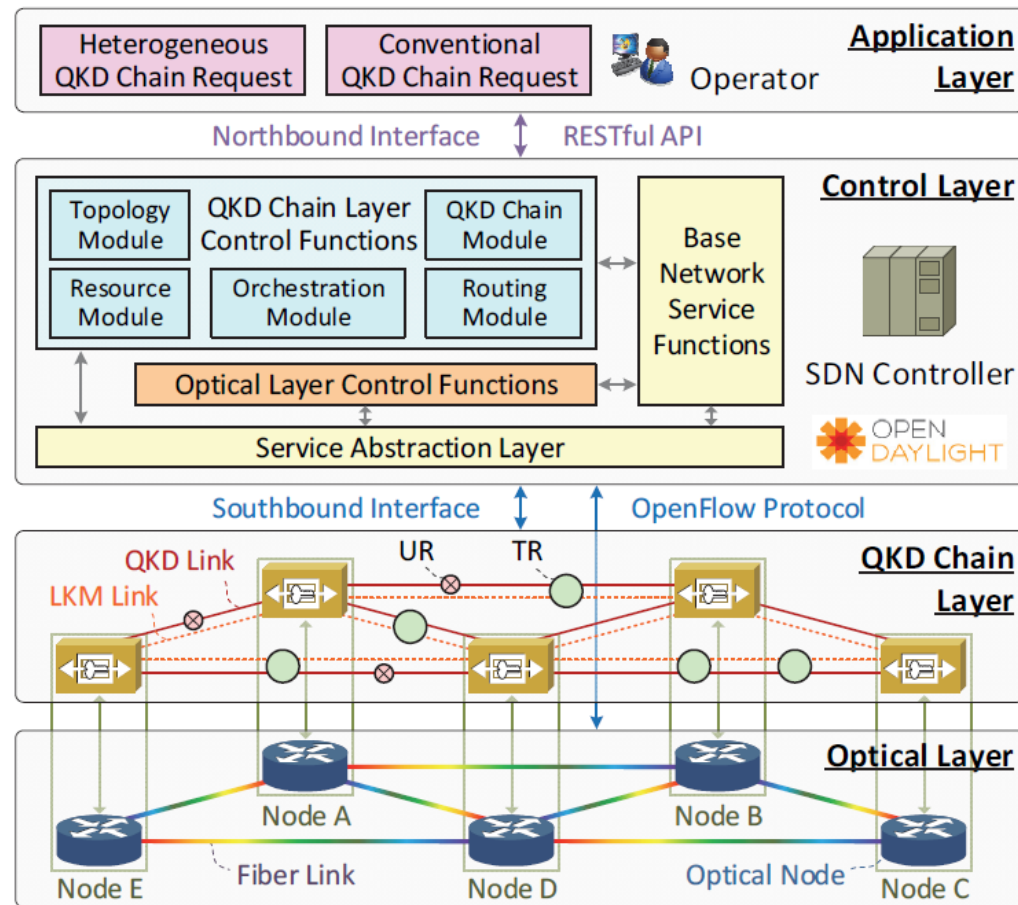 Heterogeneous
QKD Chain Request
Conventional
QKD Chain Request
Operator
Application
Layer
Northbound Interface
RESTful API
Control Layer
Topology
Module
QKD Chain Layer
Control Functions
QKD Chain
Module
Resource
Module
Orchestration
Module
Routing
Module
Base
Network
Service
Functions
Optical Layer Control Functions
Service Abstraction Layer
SDN Controller
OPEN
DAYLIGHT
Southbound Interface
OpenFlow Protocol
QKD Chain
Layer
QKD Link
LKM Link
UR
TR
Optical Layer
Node A
Node B
Node E
Fiber Link
Node D
Optical Node
Node C